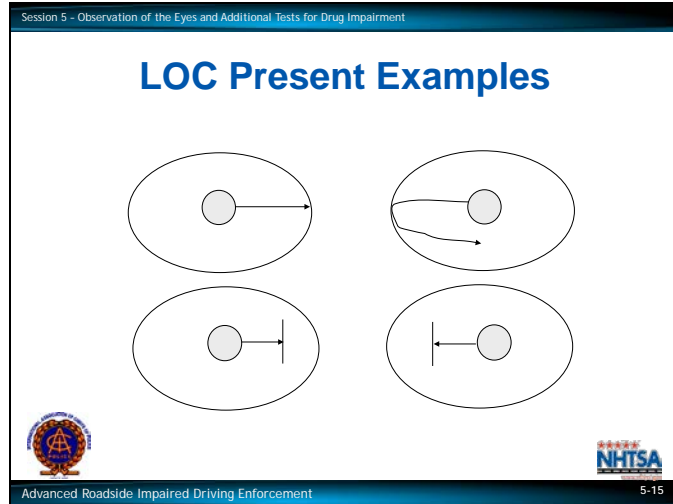 Session 5 - Observation of the Eyes and Additional Tests for Drug Impairment
LOC Present Examples
POLICE
NHTSA
Advanced Roadside Impaired Driving Enforcement
5-15